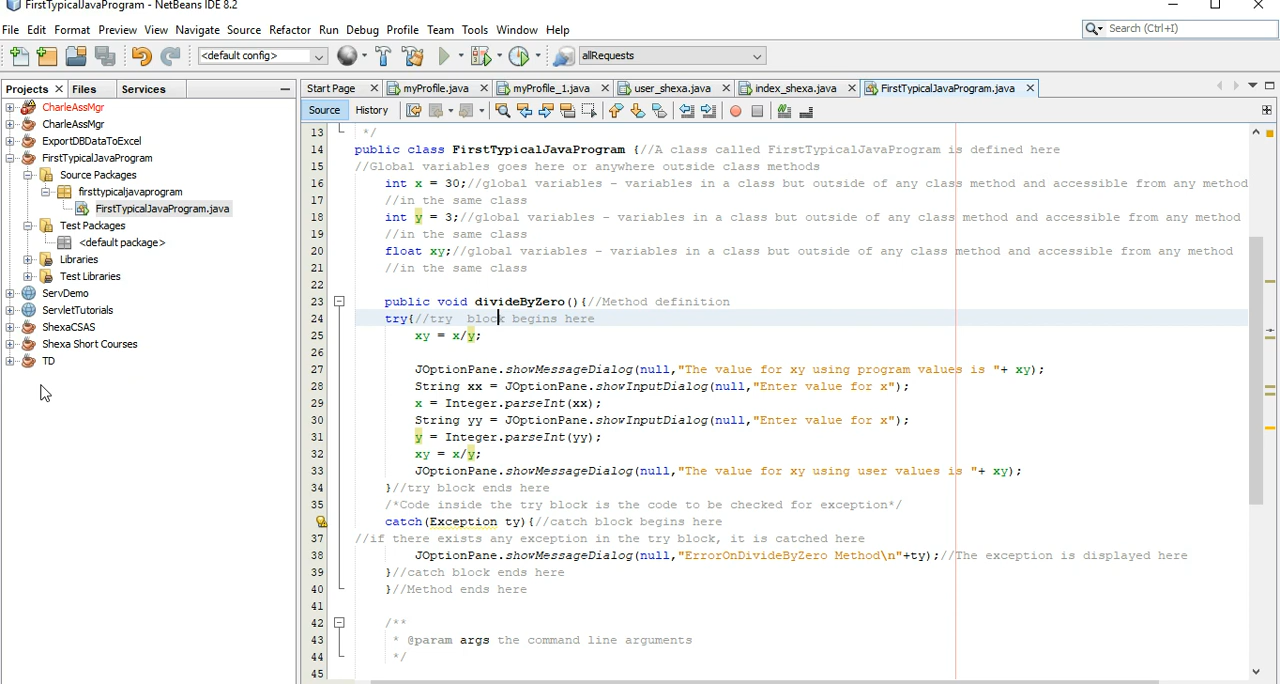 FirstTypicalJavaProgram - NetBeans IDE 8.2
File Edit Format Preview View Navigate Source Refactor Run Debug Profile Team Tools Window Help
Search (Ctrl+I)
<default config> allRequests
Projects Files Services
Start Page myProfile.java myProfile_1.java user_shexa.java index_shexa.java FirstTypicalJavaProgram.java
Source History
CharleAssMgr
CharleAssMgr
ExportDBDataToExcel
FirstTypicalJavaProgram
Source Packages
firsttypicaljavaprogram
FirstTypicalJavaProgram.java
Test Packages
<default package>
Libraries
Test Libraries
ServDemo
ServletTutorials
ShexaCSAS
Shexa Short Courses
TD
13 */
14 public class FirstTypicalJavaProgram {//A class called FirstTypicalJavaProgram is defined here
15 //Global variables goes here or anywhere outside class methods
16 int x = 30;//global variables - variables in a class but outside of any class method and accessible from any method
17 //in the same class
18 int y = 3;//global variables - variables in a class but outside of any class method and accessible from any method
19 //in the same class
20 float xy;//global variables - variables in a class but outside of any class method and accessible from any method
21 //in the same class
22
23 public void divideByZero(){//Method definition
24 try{//try  block begins here
25 xy = x/y;
26
27 JOptionPane.showMessageDialog(null,"The value for xy using program values is "+ xy);
28 String xx = JOptionPane.showInputDialog(null,"Enter value for x");
29 x = Integer.parseInt(xx);
30 String yy = JOptionPane.showInputDialog(null,"Enter value for x");
31 y = Integer.parseInt(yy);
32 xy = x/y;
33 JOptionPane.showMessageDialog(null,"The value for xy using user values is "+ xy);
34 }//try block ends here
35 /*Code inside the try block is the code to be checked for exception*/
catch(Exception ty){//catch block begins here
37 //if there exists any exception in the try block, it is catched here
38 JOptionPane.showMessageDialog(null,"ErrorOnDivideByZero Method\n"+ty);//The exception is displayed here
39 }//catch block ends here
40 }//Method ends here
41
42 /**
43 * @param args the command line arguments
44 */
45